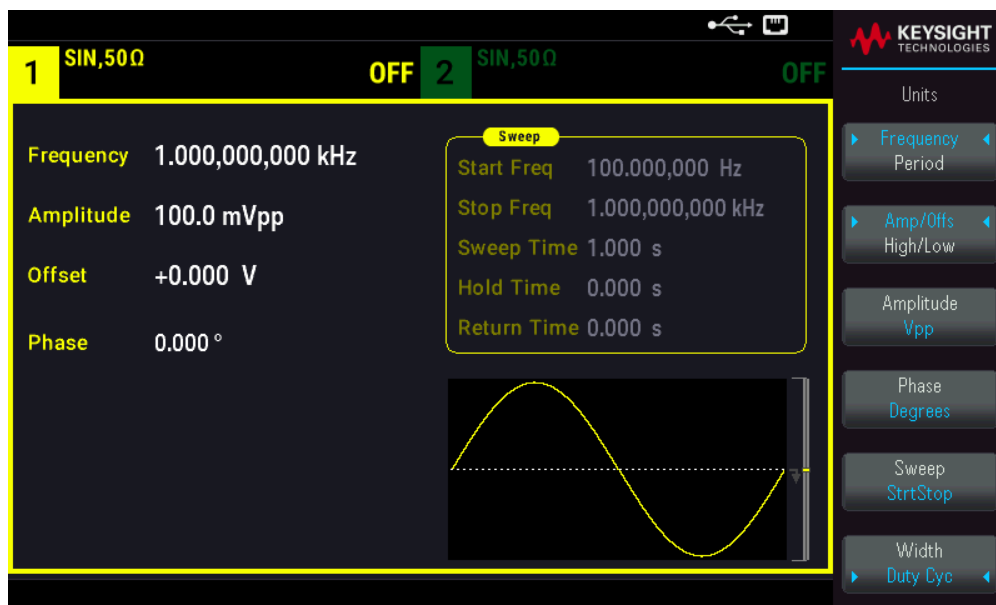 KEYSIGHT
TECHNOLOGIES
1 SIN,50Ω OFF
2 SIN,50Ω OFF
Frequency 1.000,000,000 kHz
Amplitude 100.0 mVpp
Offset +0.000 V
Phase 0.000 °
Sweep
Start Freq 100.000,000 Hz
Stop Freq 1.000,000,000 kHz
Sweep Time 1.000 s
Hold Time 0.000 s
Return Time 0.000 s
Units
Frequency
Period
Amp/Offs
High/Low
Amplitude
Vpp
Phase
Degrees
Sweep
StrtStop
Width
Duty Cyc